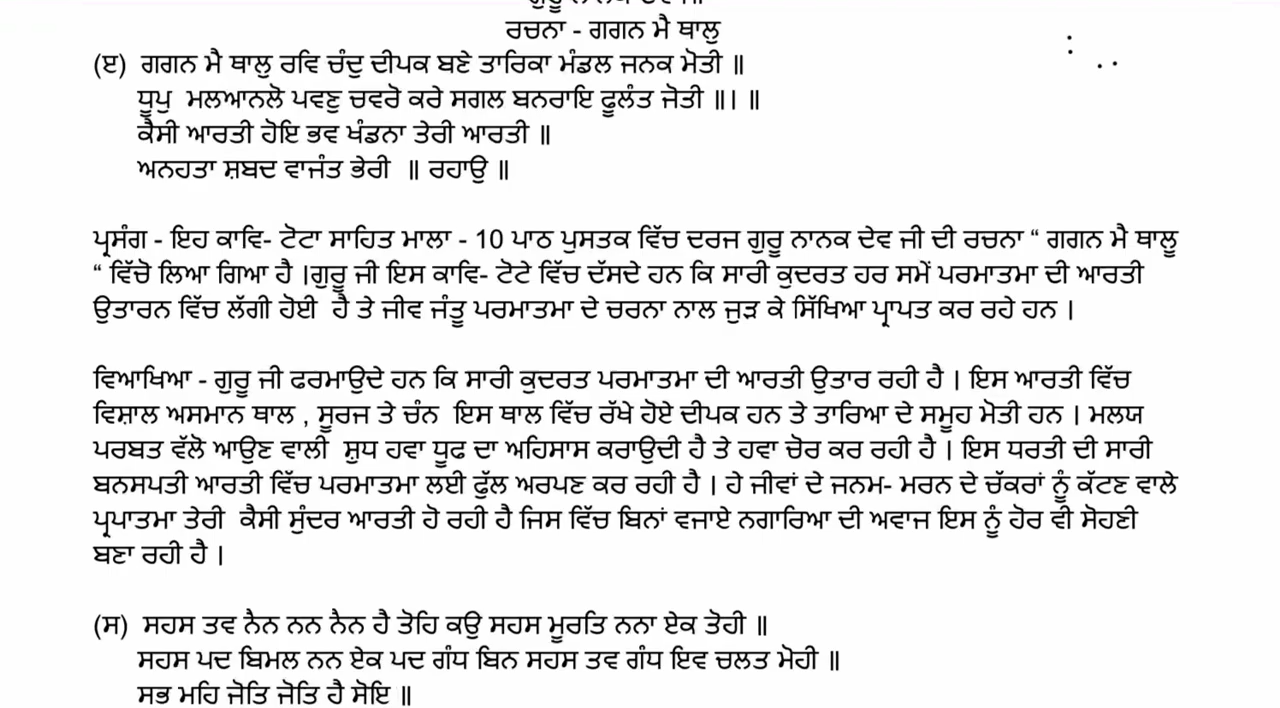 ਰਚਨਾ - ਗਗਨ ਮੈ ਥਾਲੁ
(ੲ) ਗਗਨ ਮੈ ਥਾਲੁ ਰਵਿ ਚੰਦੁ ਦੀਪਕ ਬਣੇ ਤਾਰਿਕਾ ਮੰਡਲ ਜਨਕ ਮੋਤੀ ॥
ਧੂਪੁ ਮਲਆਨਲੋ ਪਵਣੁ ਚਵਰੋ ਕਰੇ ਸਗਲ ਬਨਰਾਇ ਫੂਲੰਤ ਜੋਤੀ ॥। ॥
ਕੈਸੀ ਆਰਤੀ ਹੋਇ ਭਵ ਖੰਡਨਾ ਤੇਰੀ ਆਰਤੀ ॥
ਅਨਹਤਾ ਸ਼ਬਦ ਵਾਜੰਤ ਭੇਰੀ ॥ ਰਹਾਉ ॥
ਪ੍ਰਸੰਗ - ਇਹ ਕਾਵਿ- ਟੋਟਾ ਸਾਹਿਤ ਮਾਲਾ - 10 ਪਾਠ ਪੁਸਤਕ ਵਿੱਚ ਦਰਜ ਗੁਰੂ ਨਾਨਕ ਦੇਵ ਜੀ ਦੀ ਰਚਨਾ “ ਗਗਨ ਮੈ ਥਾਲੂ
“ ਵਿੱਚੋ ਲਿਆ ਗਿਆ ਹੈ ।ਗੁਰੂ ਜੀ ਇਸ ਕਾਵਿ- ਟੋਟੇ ਵਿੱਚ ਦੱਸਦੇ ਹਨ ਕਿ ਸਾਰੀ ਕੁਦਰਤ ਹਰ ਸਮੇਂ ਪਰਮਾਤਮਾ ਦੀ ਆਰਤੀ
ਉਤਾਰਨ ਵਿੱਚ ਲੱਗੀ ਹੋਈ ਹੈ ਤੇ ਜੀਵ ਜੰਤੂ ਪਰਮਾਤਮਾ ਦੇ ਚਰਨਾ ਨਾਲ ਜੁੜ ਕੇ ਸਿੱਖਿਆ ਪ੍ਰਾਪਤ ਕਰ ਰਹੇ ਹਨ ।
ਵਿਆਖਿਆ - ਗੁਰੂ ਜੀ ਫਰਮਾਉਦੇ ਹਨ ਕਿ ਸਾਰੀ ਕੁਦਰਤ ਪਰਮਾਤਮਾ ਦੀ ਆਰਤੀ ਉਤਾਰ ਰਹੀ ਹੈ । ਇਸ ਆਰਤੀ ਵਿੱਚ
ਵਿਸ਼ਾਲ ਅਸਮਾਨ ਥਾਲ , ਸੂਰਜ ਤੇ ਚੰਨ ਇਸ ਥਾਲ ਵਿੱਚ ਰੱਖੇ ਹੋਏ ਦੀਪਕ ਹਨ ਤੇ ਤਾਰਿਆ ਦੇ ਸਮੂਹ ਮੋਤੀ ਹਨ । ਮਲਯ
ਪਰਬਤ ਵੱਲੋ ਆਉਣ ਵਾਲੀ ਸ਼ੁਧ ਹਵਾ ਧੂਫ ਦਾ ਅਹਿਸਾਸ ਕਰਾਉਦੀ ਹੈ ਤੇ ਹਵਾ ਚੋਰ ਕਰ ਰਹੀ ਹੈ । ਇਸ ਧਰਤੀ ਦੀ ਸਾਰੀ
ਬਨਸਪਤੀ ਆਰਤੀ ਵਿੱਚ ਪਰਮਾਤਮਾ ਲਈ ਫੁੱਲ ਅਰਪਣ ਕਰ ਰਹੀ ਹੈ । ਹੇ ਜੀਵਾਂ ਦੇ ਜਨਮ- ਮਰਨ ਦੇ ਚੱਕਰਾਂ ਨੂੰ ਕੱਟਣ ਵਾਲੇ
ਪ੍ਰਪਾਤਮਾ ਤੇਰੀ ਕੈਸੀ ਸੁੰਦਰ ਆਰਤੀ ਹੋ ਰਹੀ ਹੈ ਜਿਸ ਵਿੱਚ ਬਿਨਾਂ ਵਜਾਏ ਨਗਾਰਿਆ ਦੀ ਅਵਾਜ ਇਸ ਨੂੰ ਹੋਰ ਵੀ ਸੋਹਣੀ
ਬਣਾ ਰਹੀ ਹੈ ।
(ਸ) ਸਹਸ ਤਵ ਨੈਨ ਨਨ ਨੈਨ ਹੈ ਤੋਹਿ ਕਉ ਸਹਸ ਮੂਰਤਿ ਨਨਾ ਏਕ ਤੋਹੀ ॥
ਸਹਸ ਪਦ ਬਿਮਲ ਨਨ ਏਕ ਪਦ ਗੰਧ ਬਿਨ ਸਹਸ ਤਵ ਗੰਧ ਇਵ ਚਲਤ ਮੋਹੀ ॥
ਸਭ ਮਹਿ ਜੋਤਿ ਜੋਤਿ ਹੈ ਸੋਇ ॥